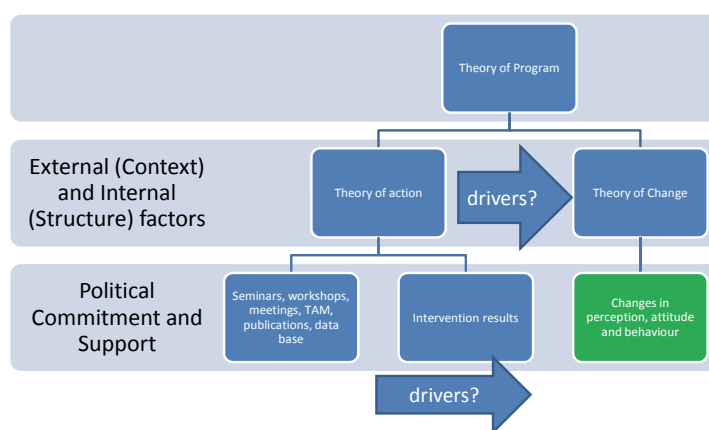 Theory of Program
External (Context)
and Internal
(Structure) factors
Theory of action
drivers?
Theory of Change
Political
Commitment and
Support
Seminars, workshops,
meetings, TAM,
publications, data
base
Intervention results
Changes in
perception, attitude
and behaviour
drivers?